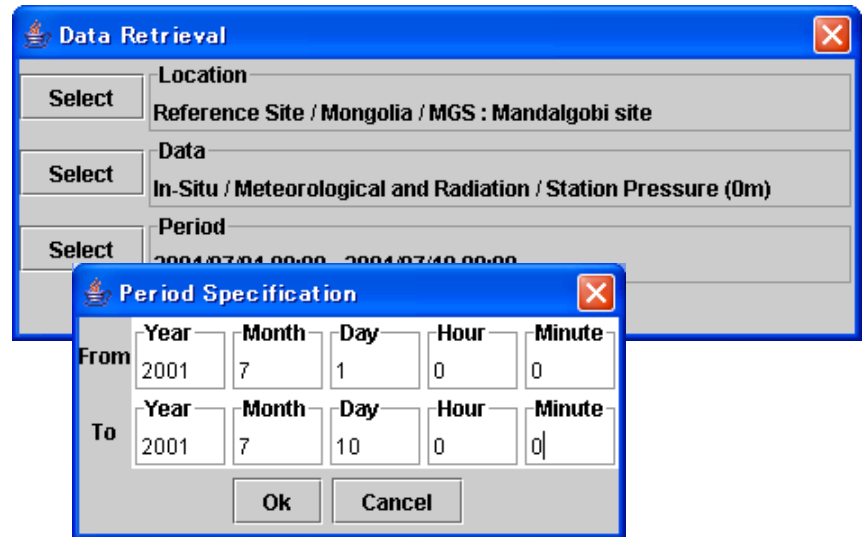 Data Retrieval
Select
Location
Reference Site / Mongolia / MGS : Mandalgobi site
Select
Data
In-Situ / Meteorological and Radiation / Station Pressure (0m)
Select
Period
Period Specification
Year Month Day Hour Minute
From 2001 7 1 0 0
Year Month Day Hour Minute
To 2001 7 10 0 0
Ok Cancel